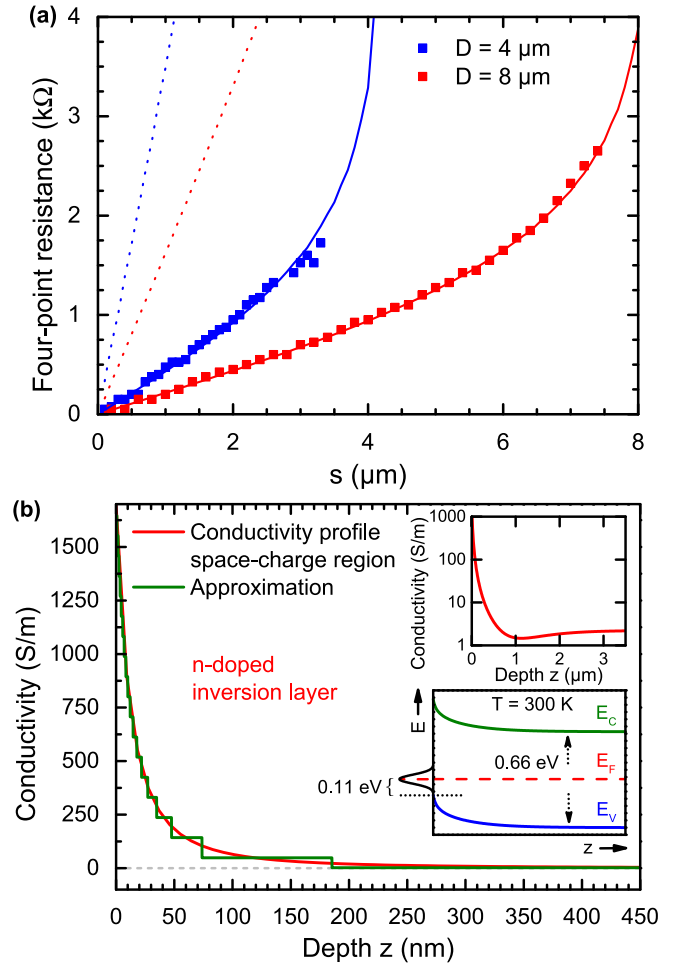 (a)
D = 4 µm
D = 8 µm
4
3
2
1
0
Four-point resistance (kΩ)
0 2 4 6 8
s (µm)
(b)
Conductivity profile
space-charge region
Approximation
n-doped
inversion layer
1500
1250
1000
750
500
250
0
Conductivity (S/m)
0 50 100 150 200 250 300 350 400 450
Depth z (nm)
1000
100
10
1
Conductivity (S/m)
0 1 2 3
Depth z (µm)
E
T = 300 K
E_C
0.66 eV
E_F
0.11 eV {
E_V
z